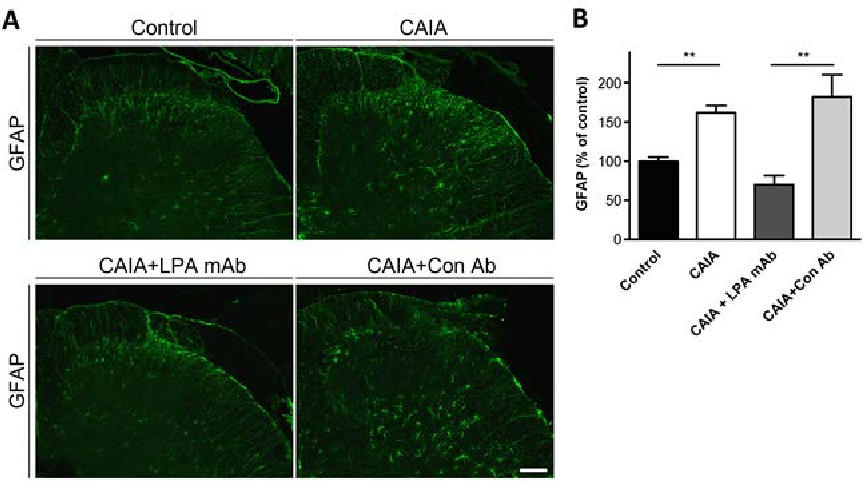 A
Control
CAIA
GFAP
CAIA+LPA mAb
CAIA+Con Ab
GFAP
B
**
**
GFAP (% of control)
200
150
100
50
0
Control
CAIA
CAIA + LPA mAb
CAIA+Con Ab